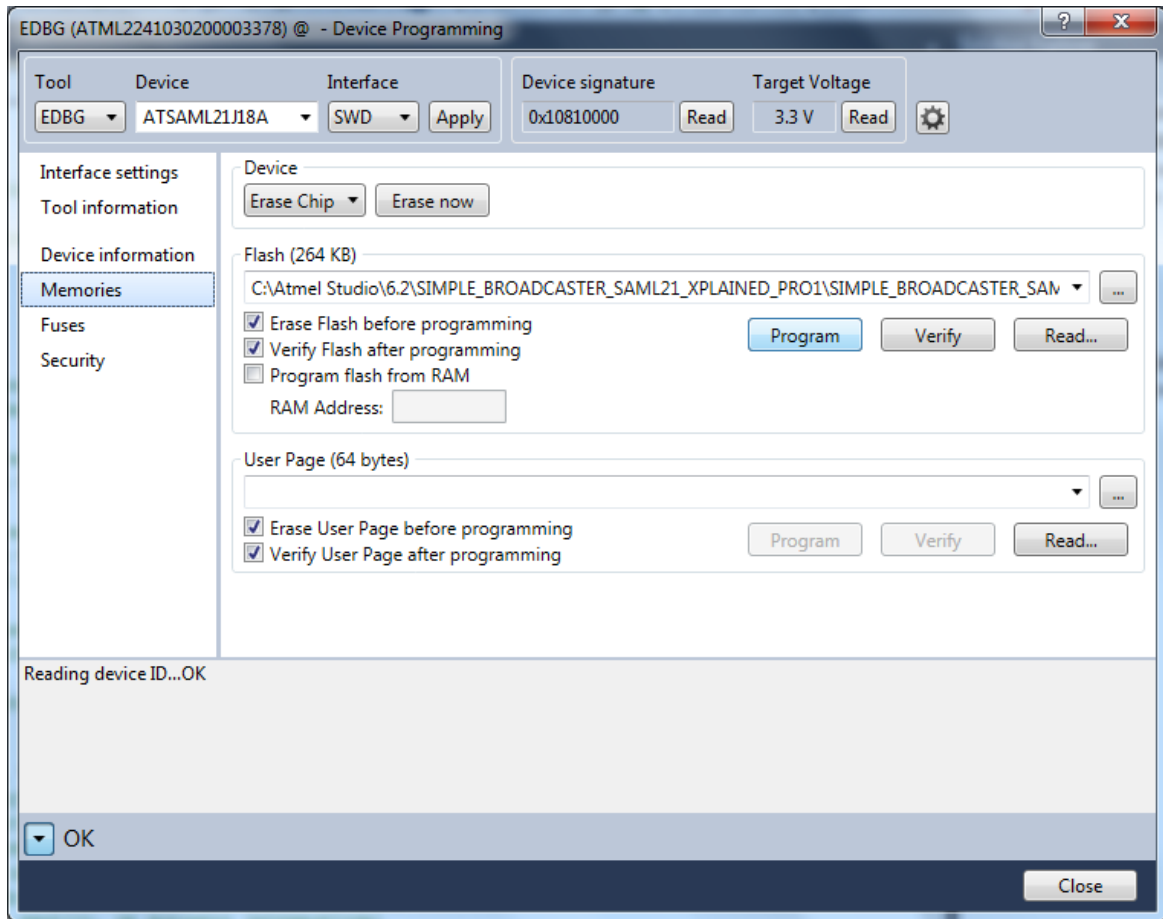 EDBG (ATML2241030200003378) @  - Device Programming
Tool Device Interface Device signature Target Voltage
EDBG ATSAML21J18A SWD Apply 0x10810000 Read 3.3 V Read
Interface settings
Tool information
Device information
Memories
Fuses
Security
Device
Erase Chip Erase now
Flash (264 KB)
C:\Atmel Studio\6.2\SIMPLE_BROADCASTER_SAML21_XPLAINED_PRO1\SIMPLE_BROADCASTER_SAM ...
Erase Flash before programming
Verify Flash after programming
Program flash from RAM
RAM Address:
Program Verify Read...
User Page (64 bytes)
...
Erase User Page before programming
Verify User Page after programming
Program Verify Read...
Reading device ID...OK
OK
Close